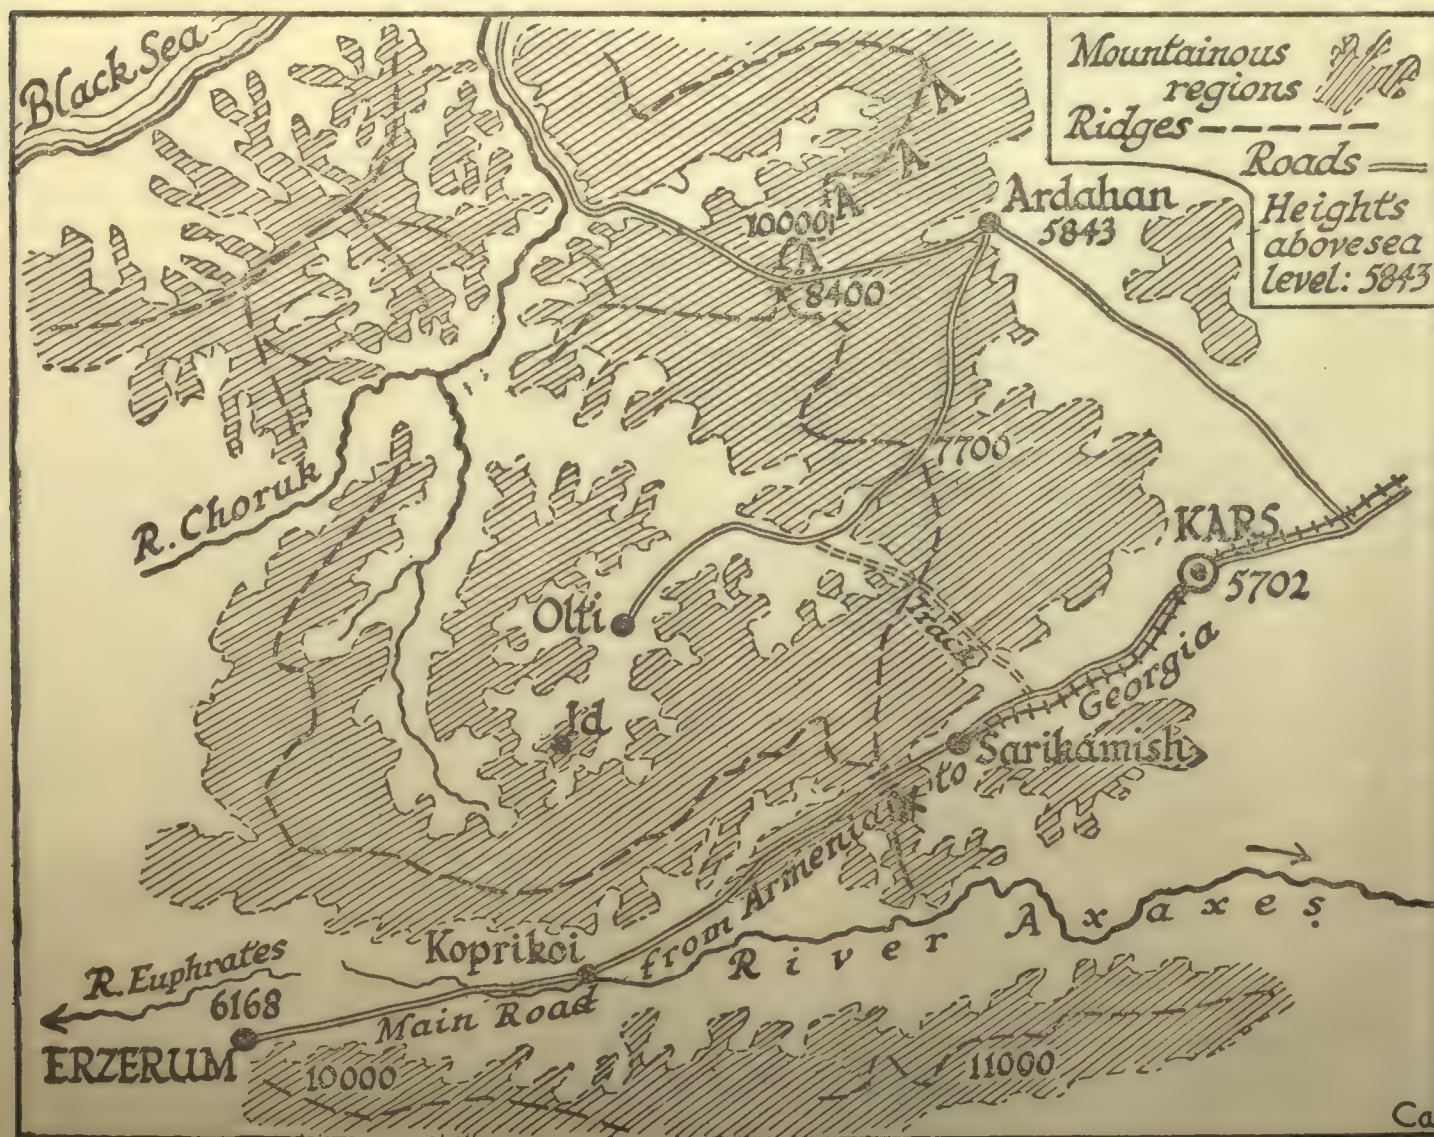 Black Sea
Mountainous
regions
Ridges
Roads
Heights
above sea
level: 5843
A
A
A
A
10000
Ardahan
5843
8400
7700
R. Choruk
KARS
5702
Olti
Track
Id
Sarikamish
Main Road from Armenia to Georgia
River Axaxes
Koprikoi
R. Euphrates
6168
ERZERUM
10000
11000
Ca